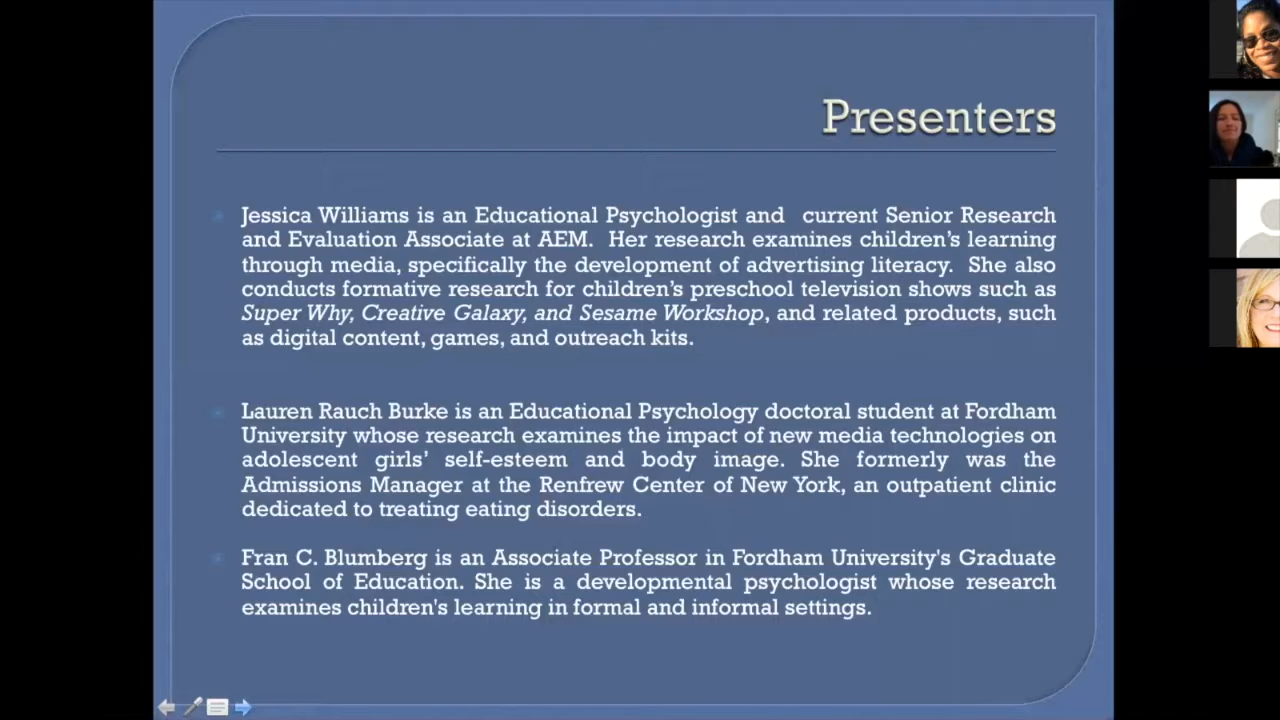 Presenters
Jessica Williams is an Educational Psychologist and current Senior Research
and Evaluation Associate at AEM. Her research examines children's learning
through media, specifically the development of advertising literacy. She also
conducts formative research for children's preschool television shows such as
Super Why, Creative Galaxy, and Sesame Workshop, and related products, such
as digital content, games, and outreach kits.
Lauren Rauch Burke is an Educational Psychology doctoral student at Fordham
University whose research examines the impact of new media technologies on
adolescent girls' self-esteem and body image. She formerly was the
Admissions Manager at the Renfrew Center of New York, an outpatient clinic
dedicated to treating eating disorders.
Fran C. Blumberg is an Associate Professor in Fordham University's Graduate
School of Education. She is a developmental psychologist whose research
examines children's learning in formal and informal settings.